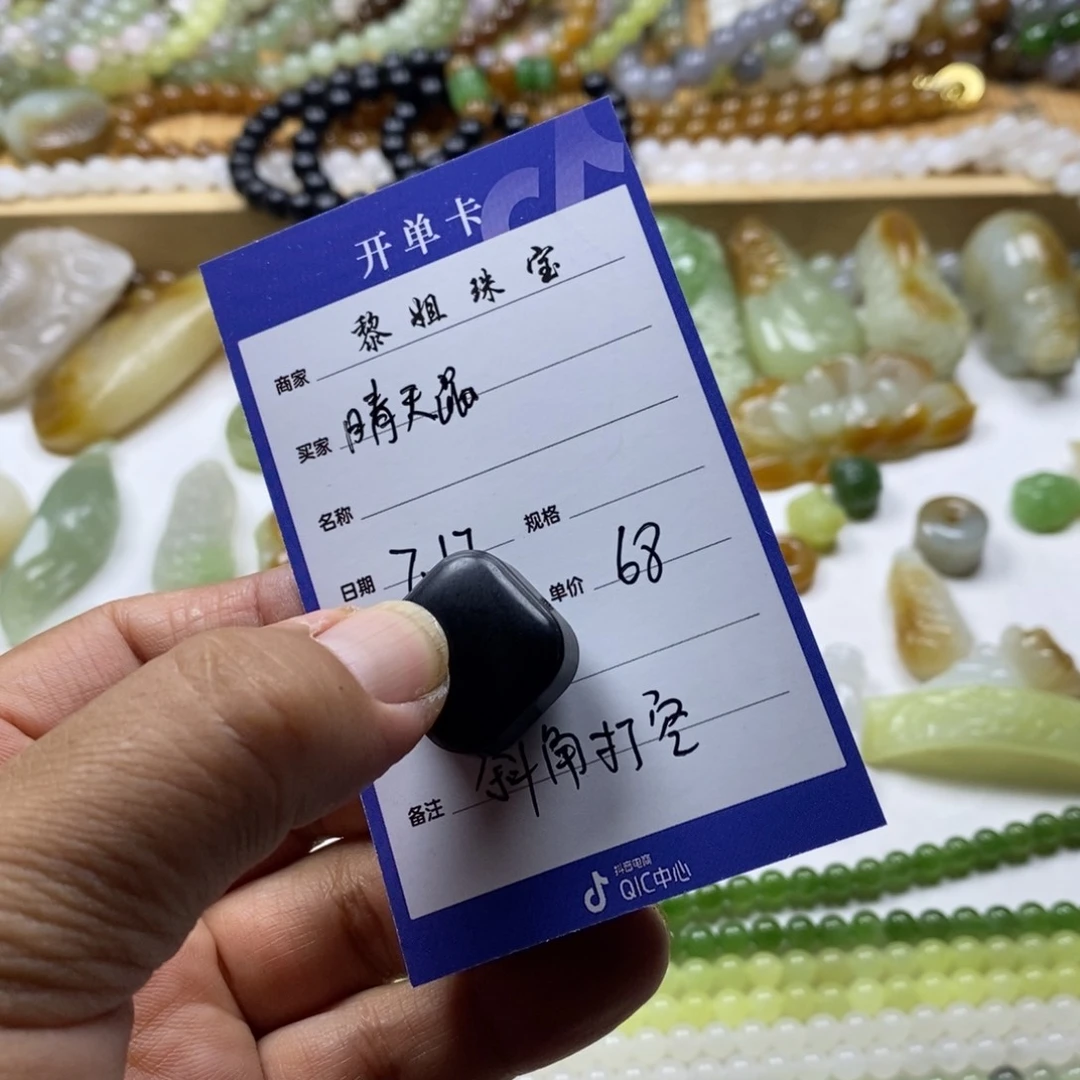 开单卡
商家 黎姐珠宝
买家 晴天晶晶
名称
规格
日期 7.17
单价 68
备注 斜角打空
抖音电商
QIC中心